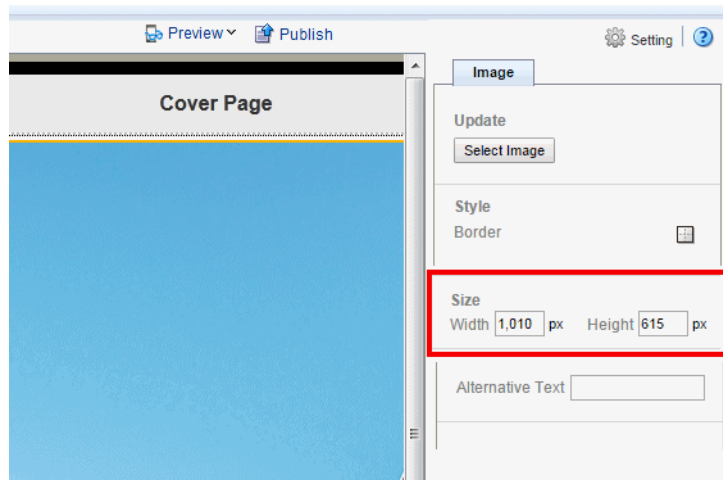 Preview Publish
Setting ?
Image
Cover Page
Update
Select Image
Style
Border
Size
Width 1,010 px Height 615 px
Alternative Text